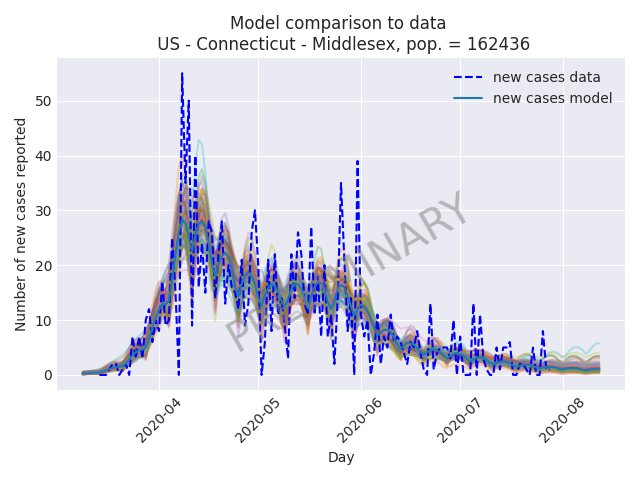 Model comparison to data
US - Connecticut - Middlesex, pop. = 162436
new cases data
new cases model
PRELIMINARY
Number of new cases reported
50
40
30
20
10
0
2020-04
2020-05
2020-06
2020-07
2020-08
Day